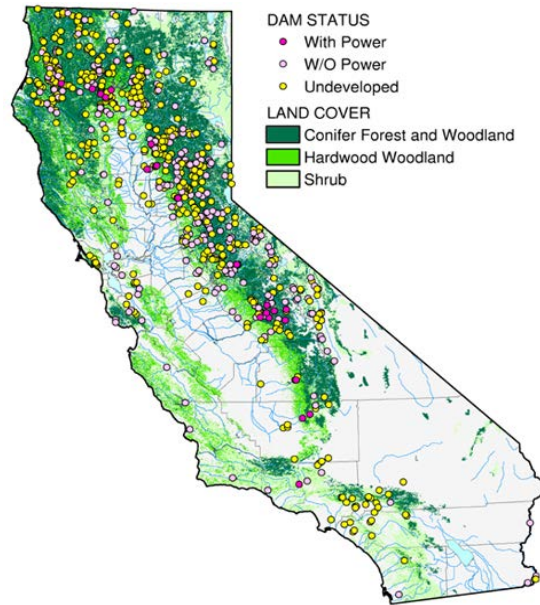 DAM STATUS
With Power
W/O Power
Undeveloped
LAND COVER
Conifer Forest and Woodland
Hardwood Woodland
Shrub